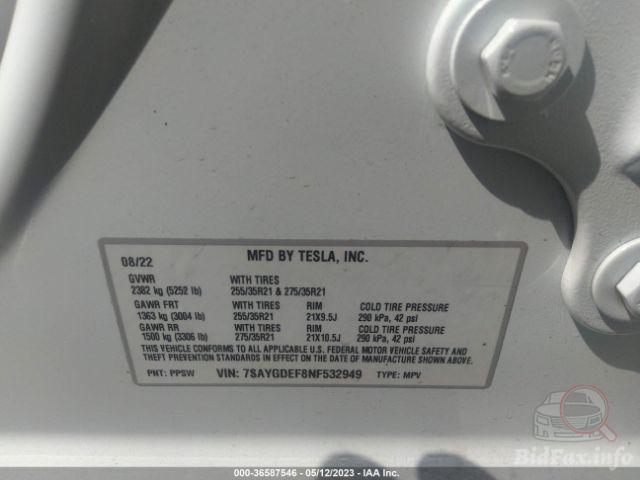 08/22 MFD BY TESLA, INC.
GVWR WITH TIRES
2382 kg (5252 lb) 255/35R21 & 275/35R21
GAWR FRT WITH TIRES RIM COLD TIRE PRESSURE
1363 kg (3004 lb) 255/35R21 21X9.5J 290 kPa, 42 psi
GAWR RR WITH TIRES RIM COLD TIRE PRESSURE
1500 kg (3306 lb) 275/35R21 21X10.5J 290 kPa, 42 psi
THIS VEHICLE CONFORMS TO ALL APPLICABLE U.S. FEDERAL MOTOR VEHICLE SAFETY AND
THEFT PREVENTION STANDARDS IN EFFECT ON THE DATE OF MANUFACTURE SHOWN ABOVE.
PNT: PPSW VIN: 7SAYGDEF8NF532949 TYPE: MPV
BidFax.info
000-36587546 - 05/12/2023 - IAA Inc.